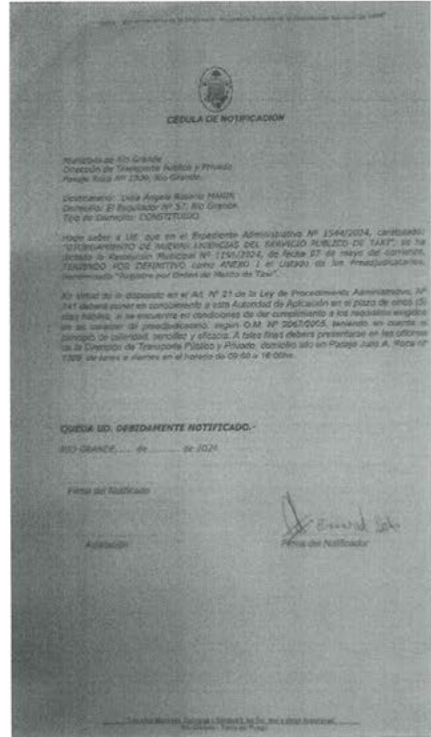 CÉDULA DE NOTIFICACIÓN
Municipio de Río Grande
Dirección de Transporte Público y Privado
Pasaje Roca Nº 1309, Río Grande.
Destinatario: Lidia Angela Rosario
Domicilio: El Regulador Nº 57, Río Grande
Tipo de Domicilio: CONSTITUIDO
Hago saber a Ud. que en el Expediente Administrativo Nº 1544/2024, caratulado:
"OTORGAMIENTO DE NUEVAS LICENCIAS DEL SERVICIO PÚBLICO DE TAXI", se ha
dictado la Resolución Municipal Nº 1195/2024, de fecha 07 de mayo del corriente,
TENIENDO POR DEFINITIVO como ANEXO I el Listado de los Preadjudicatarios,
denominada "Registro por Orden de Mérito de Taxi".
En virtud de lo dispuesto en el Art. Nº 21 de la Ley de Procedimiento Administrativo, Nº
141 deberá poner en conocimiento a esta Autoridad de Aplicación en el plazo de cinco (5)
días hábiles, si se encuentra en condiciones de dar cumplimiento a los requisitos exigidos
en su carácter de preadjudicatario, según O.M. Nº 2067/2005, teniendo en cuenta el
principio de celeridad, sencillez y eficacia. A tales fines deberá presentarse en las oficinas
de la Dirección de Transporte Público y Privado, domicilio sito en Pasaje Julio A. Roca nº
1309, de lunes a viernes en el horario de 09:00 a 16:00hs.
QUEDA UD. DEBIDAMENTE NOTIFICADO.-
RIO GRANDE,..... de .......... de 2024
Firma del Notificado
Aclaración
Firma del Notificador